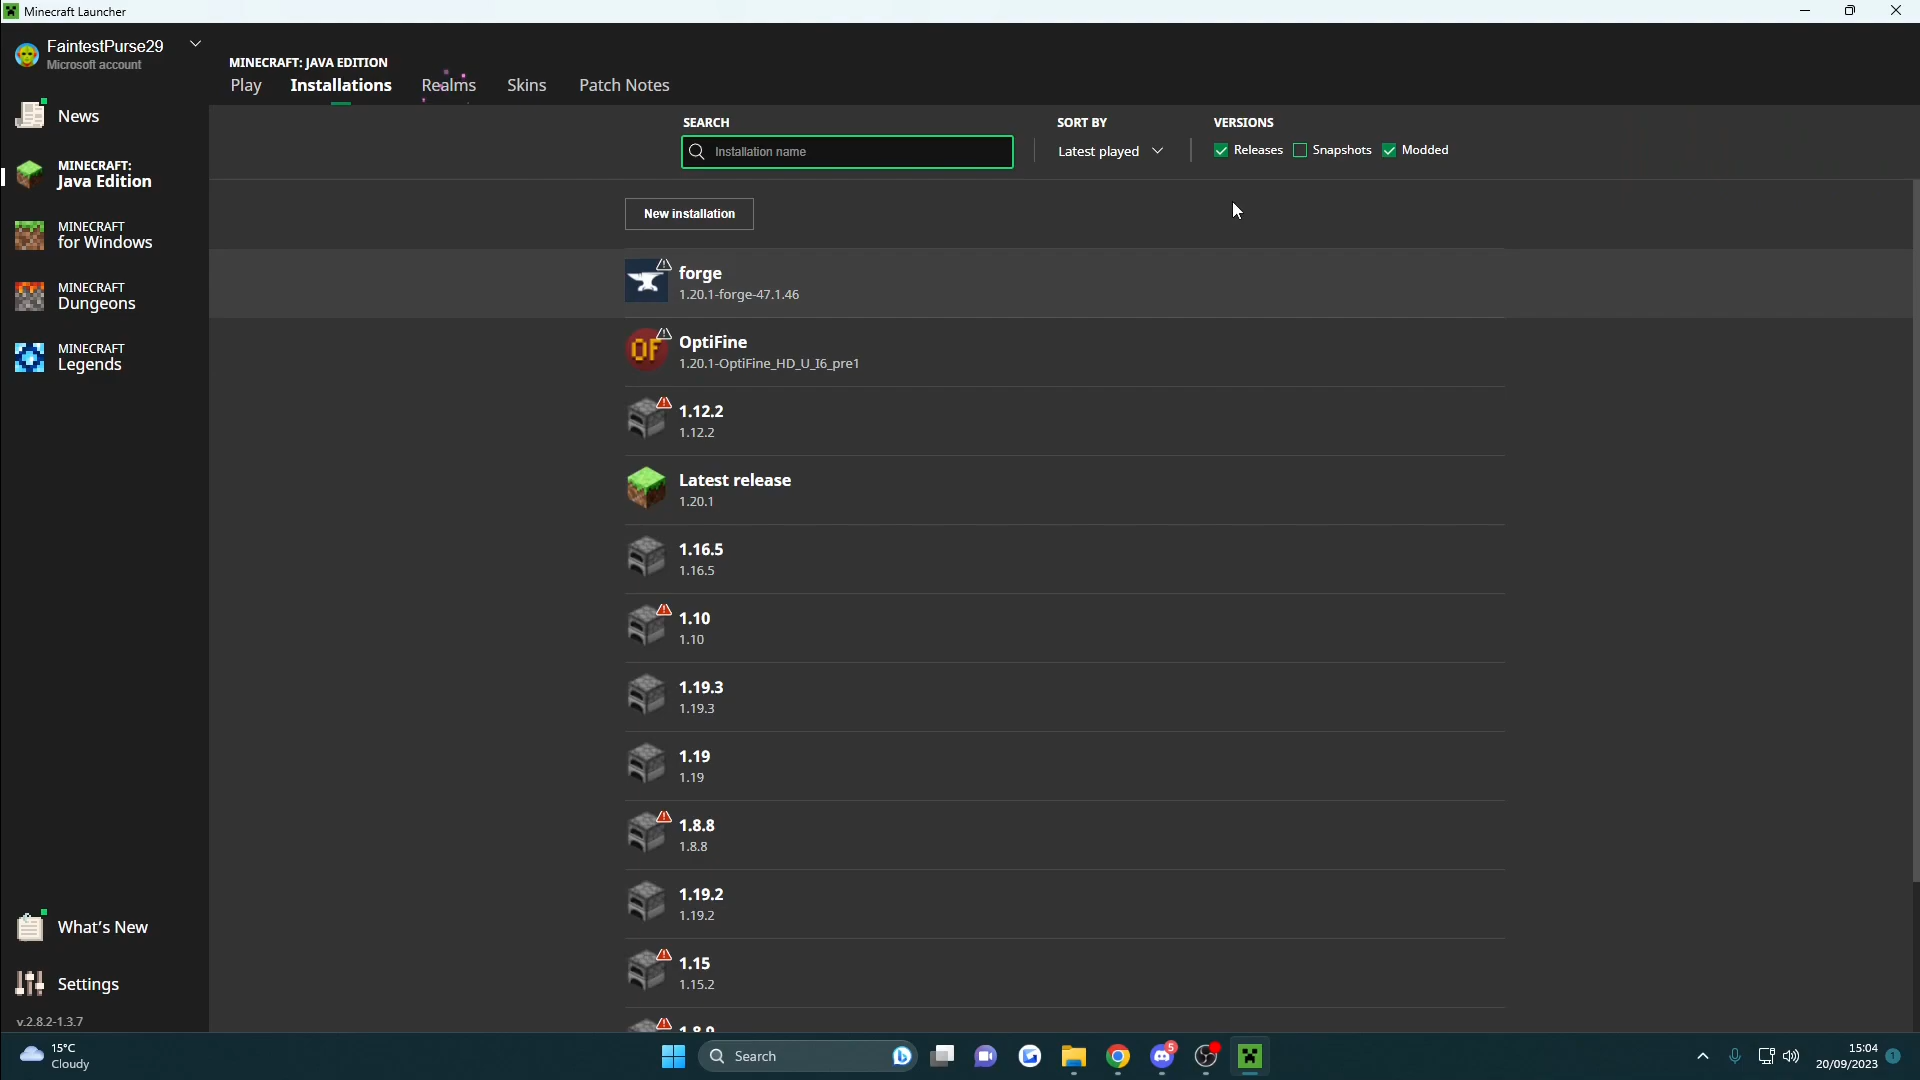 Minecraft Launcher
FaintestPurse29
Microsoft account
News
MINECRAFT:
Java Edition
MINECRAFT
for Windows
MINECRAFT
Dungeons
MINECRAFT
Legends
What's New
Settings
v.2.8.2-1.3.7
MINECRAFT: JAVA EDITION
Play Installations Realms Skins Patch Notes
SEARCH SORT BY VERSIONS
Installation name Latest played Releases Snapshots Modded
New installation
forge
1.20.1-forge-47.1.46
OF OptiFine
1.20.1-OptiFine_HD_U_I6_pre1
1.12.2
1.12.2
Latest release
1.20.1
1.16.5
1.16.5
1.10
1.10
1.19.3
1.19.3
1.19
1.19
1.8.8
1.8.8
1.19.2
1.19.2
1.15
1.15.2
1.8.9
15°C
Cloudy
Search
5
15:04
20/09/2023
1